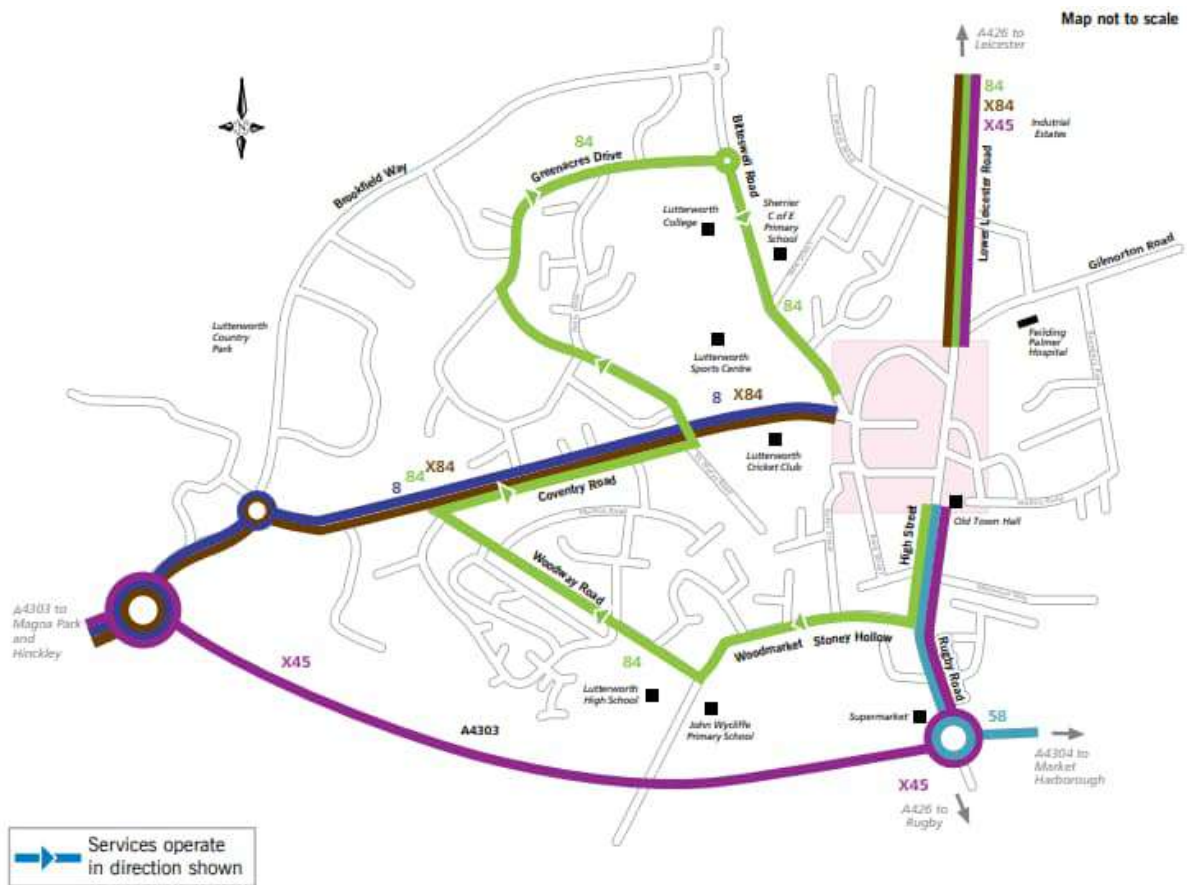 Map not to scale
A426 to
Leicester
84
X84
X45
Indutrial
Estates
84
Greenacres Drive
Bitteswell Road
Brookfield Way
Lutterworth
College
Sherrier
C of E
Primary
School
Lower Leicester Road
Gilmorton Road
84
Lutterworth
Country
Park
Lutterworth
Sports Centre
Feilding
Palmer
Hospital
8 X84
Lutterworth
Cricket Club
8 84 X84
Coventry Road
High Street
Old Town Hall
Woodway Road
A4303 to
Magna Park
and
Hinckley
Woodmarket Stoney Hollow
Rugby Road
X45
84
Lutterworth
High School
John Wycliffe
Primary School
Supermarket
58
A4303
A4304 to
Market
Harborough
X45
A426 to
Rugby
Services operate
in direction shown